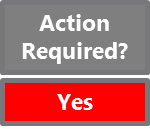 Action
Required?
Yes